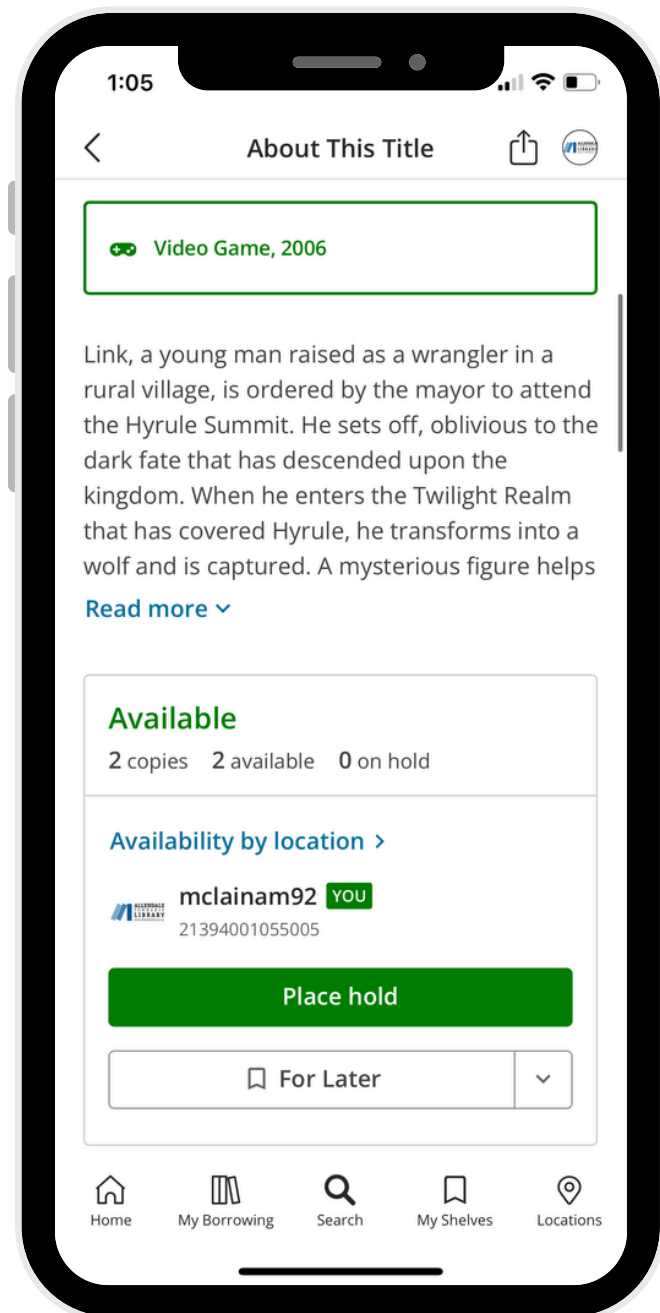 1:05
About This Title
Video Game, 2006
Link, a young man raised as a wrangler in a
rural village, is ordered by the mayor to attend
the Hyrule Summit. He sets off, oblivious to the
dark fate that has descended upon the
kingdom. When he enters the Twilight Realm
that has covered Hyrule, he transforms into a
wolf and is captured. A mysterious figure helps
Read more
Available
2 copies 2 available 0 on hold
Availability by location
ALLENDALE
TOWNSHIP
LIBRARY
mclainam92 YOU
21394001055005
Place hold
For Later
Home My Borrowing Search My Shelves Locations